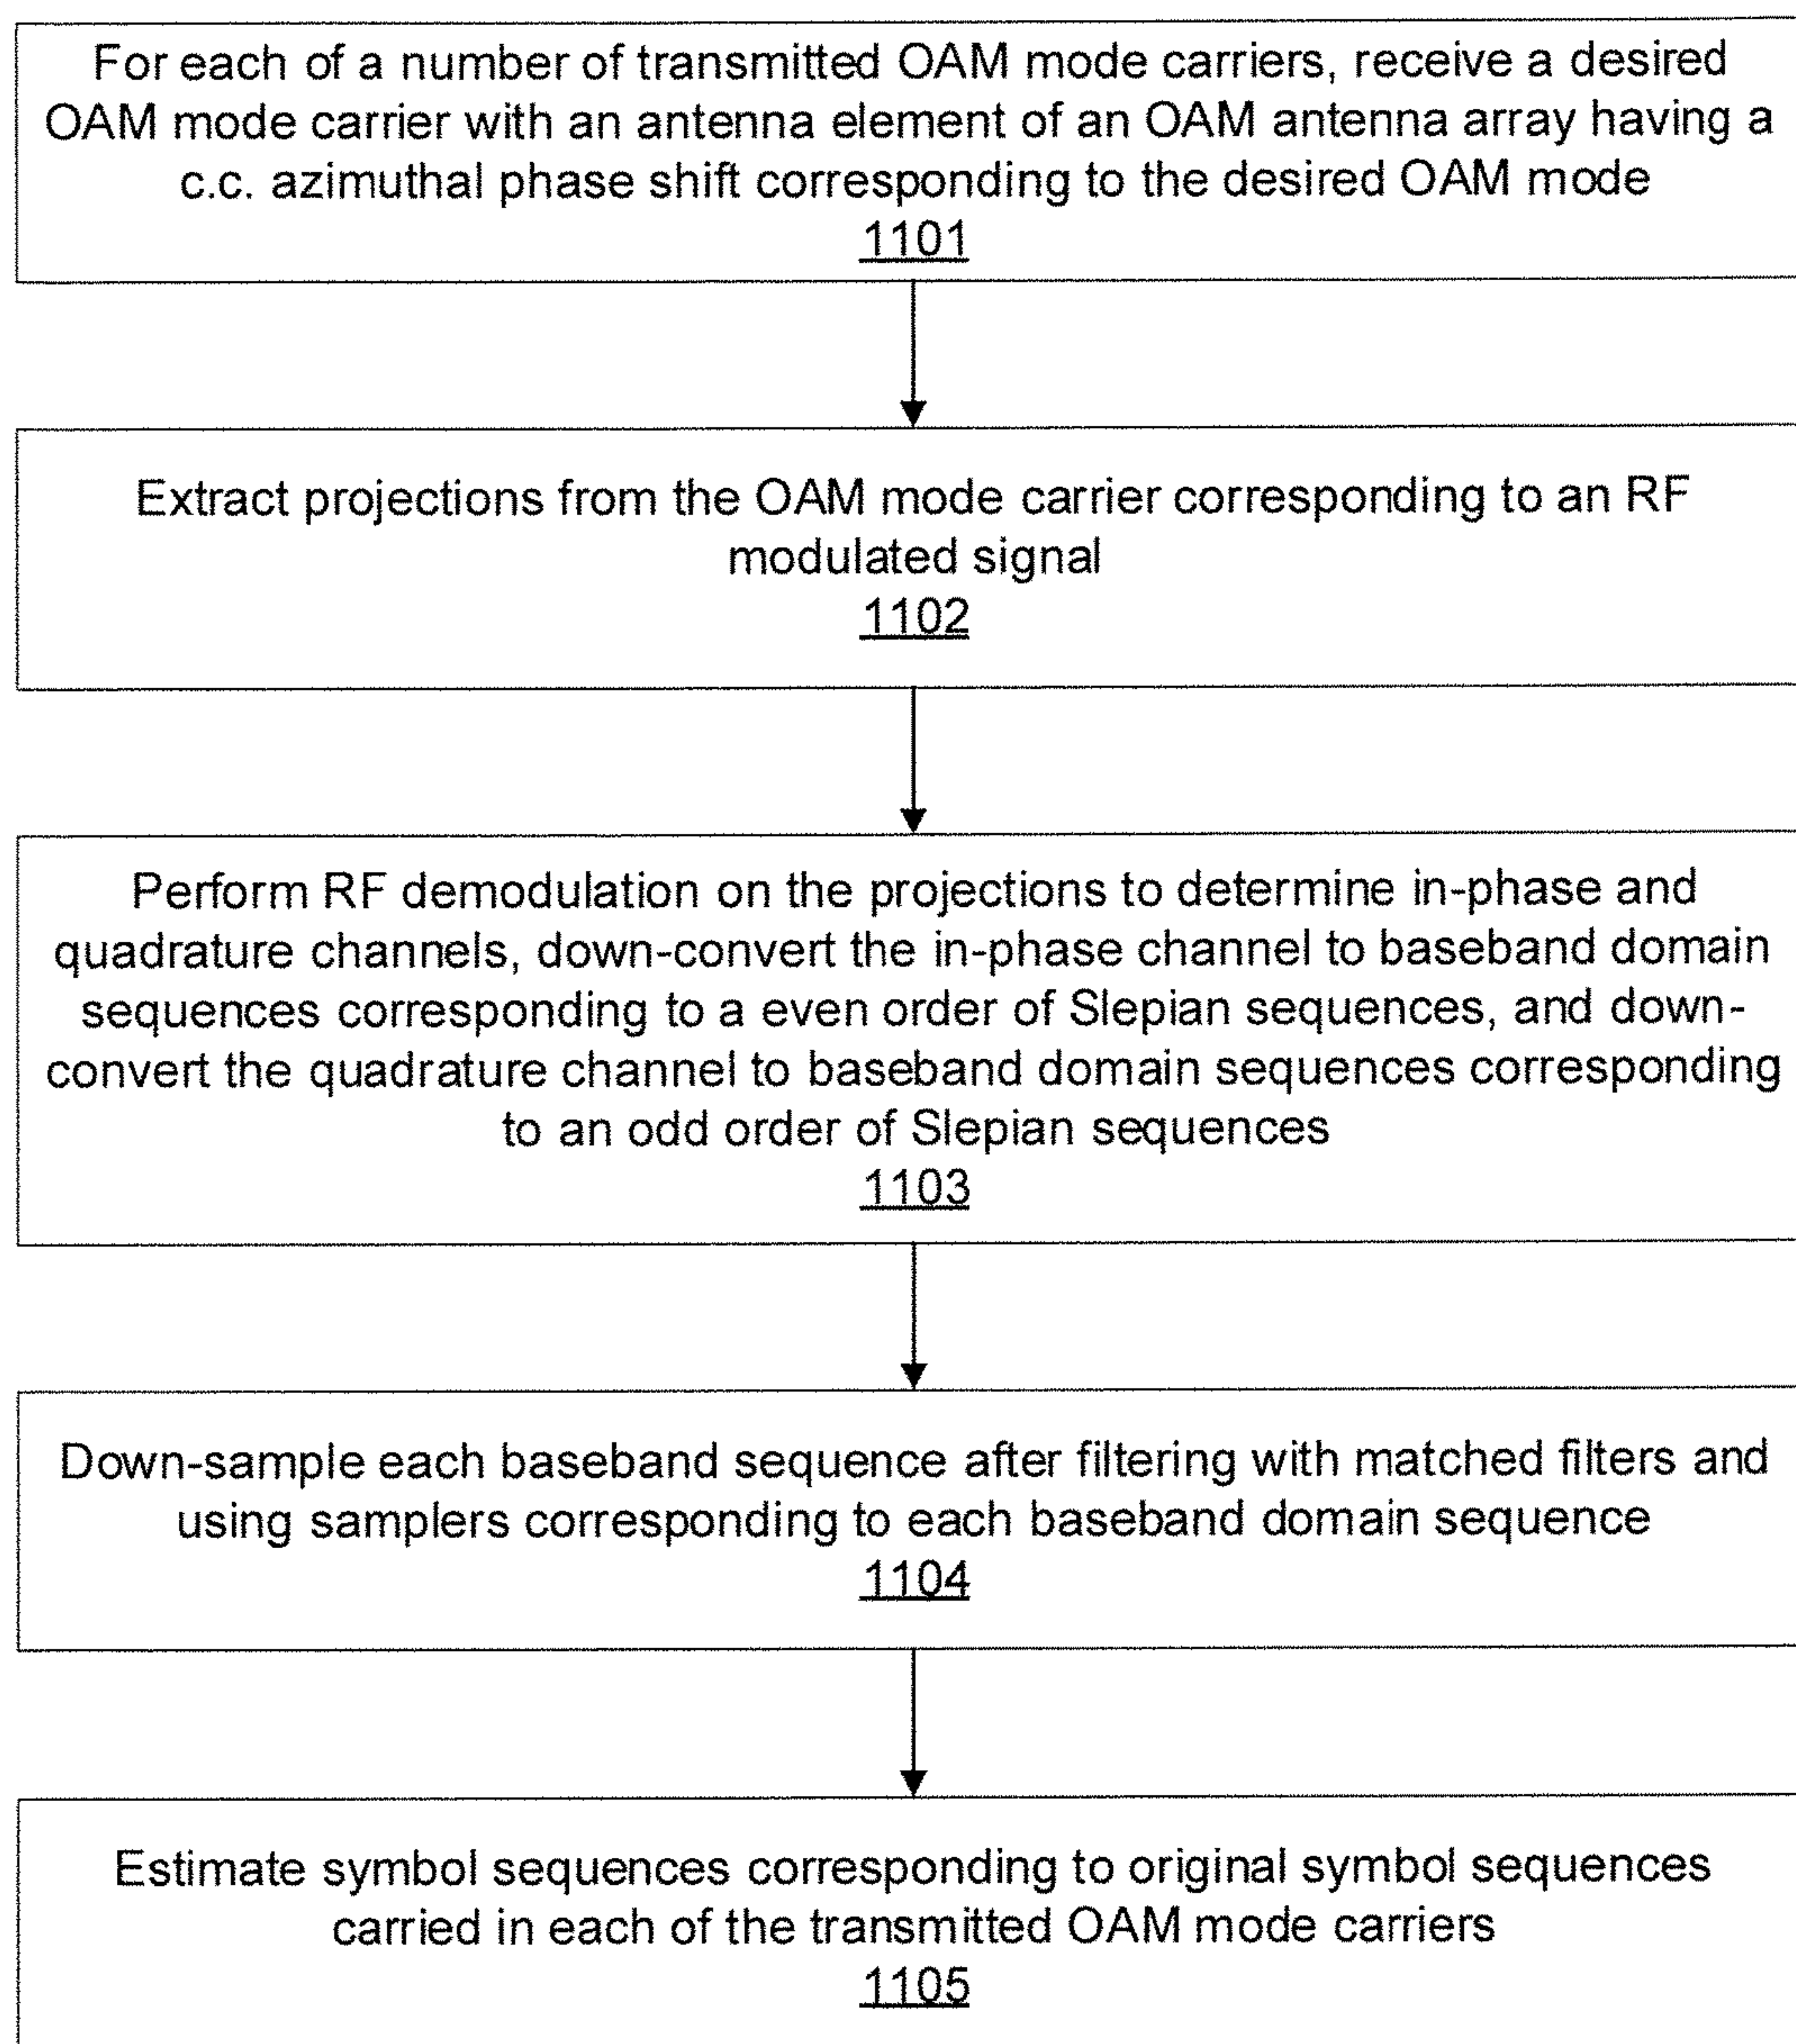 For each of a number of transmitted OAM mode carriers, receive a desired
OAM mode carrier with an antenna element of an OAM antenna array having a
c.c. azimuthal phase shift corresponding to the desired OAM mode
1101
Extract projections from the OAM mode carrier corresponding to an RF
modulated signal
1102
Perform RF demodulation on the projections to determine in-phase and
quadrature channels, down-convert the in-phase channel to baseband domain
sequences corresponding to a even order of Slepian sequences, and down-
convert the quadrature channel to baseband domain sequences corresponding
to an odd order of Slepian sequences
1103
Down-sample each baseband sequence after filtering with matched filters and
using samplers corresponding to each baseband domain sequence
1104
Estimate symbol sequences corresponding to original symbol sequences
carried in each of the transmitted OAM mode carriers
1105